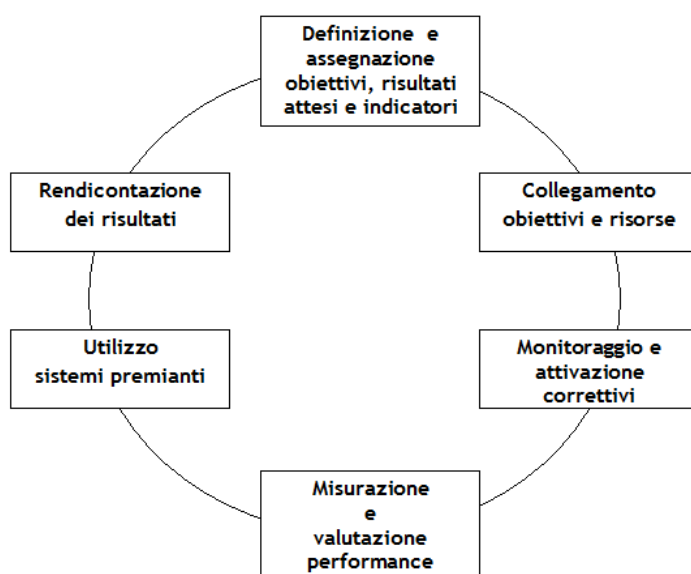 Definizione e
assegnazione
obiettivi, risultati
attesi e indicatori
Collegamento
obiettivi e risorse
Monitoraggio e
attivazione
correttivi
Misurazione
e
valutazione
performance
Utilizzo
sistemi premianti
Rendicontazione
dei risultati